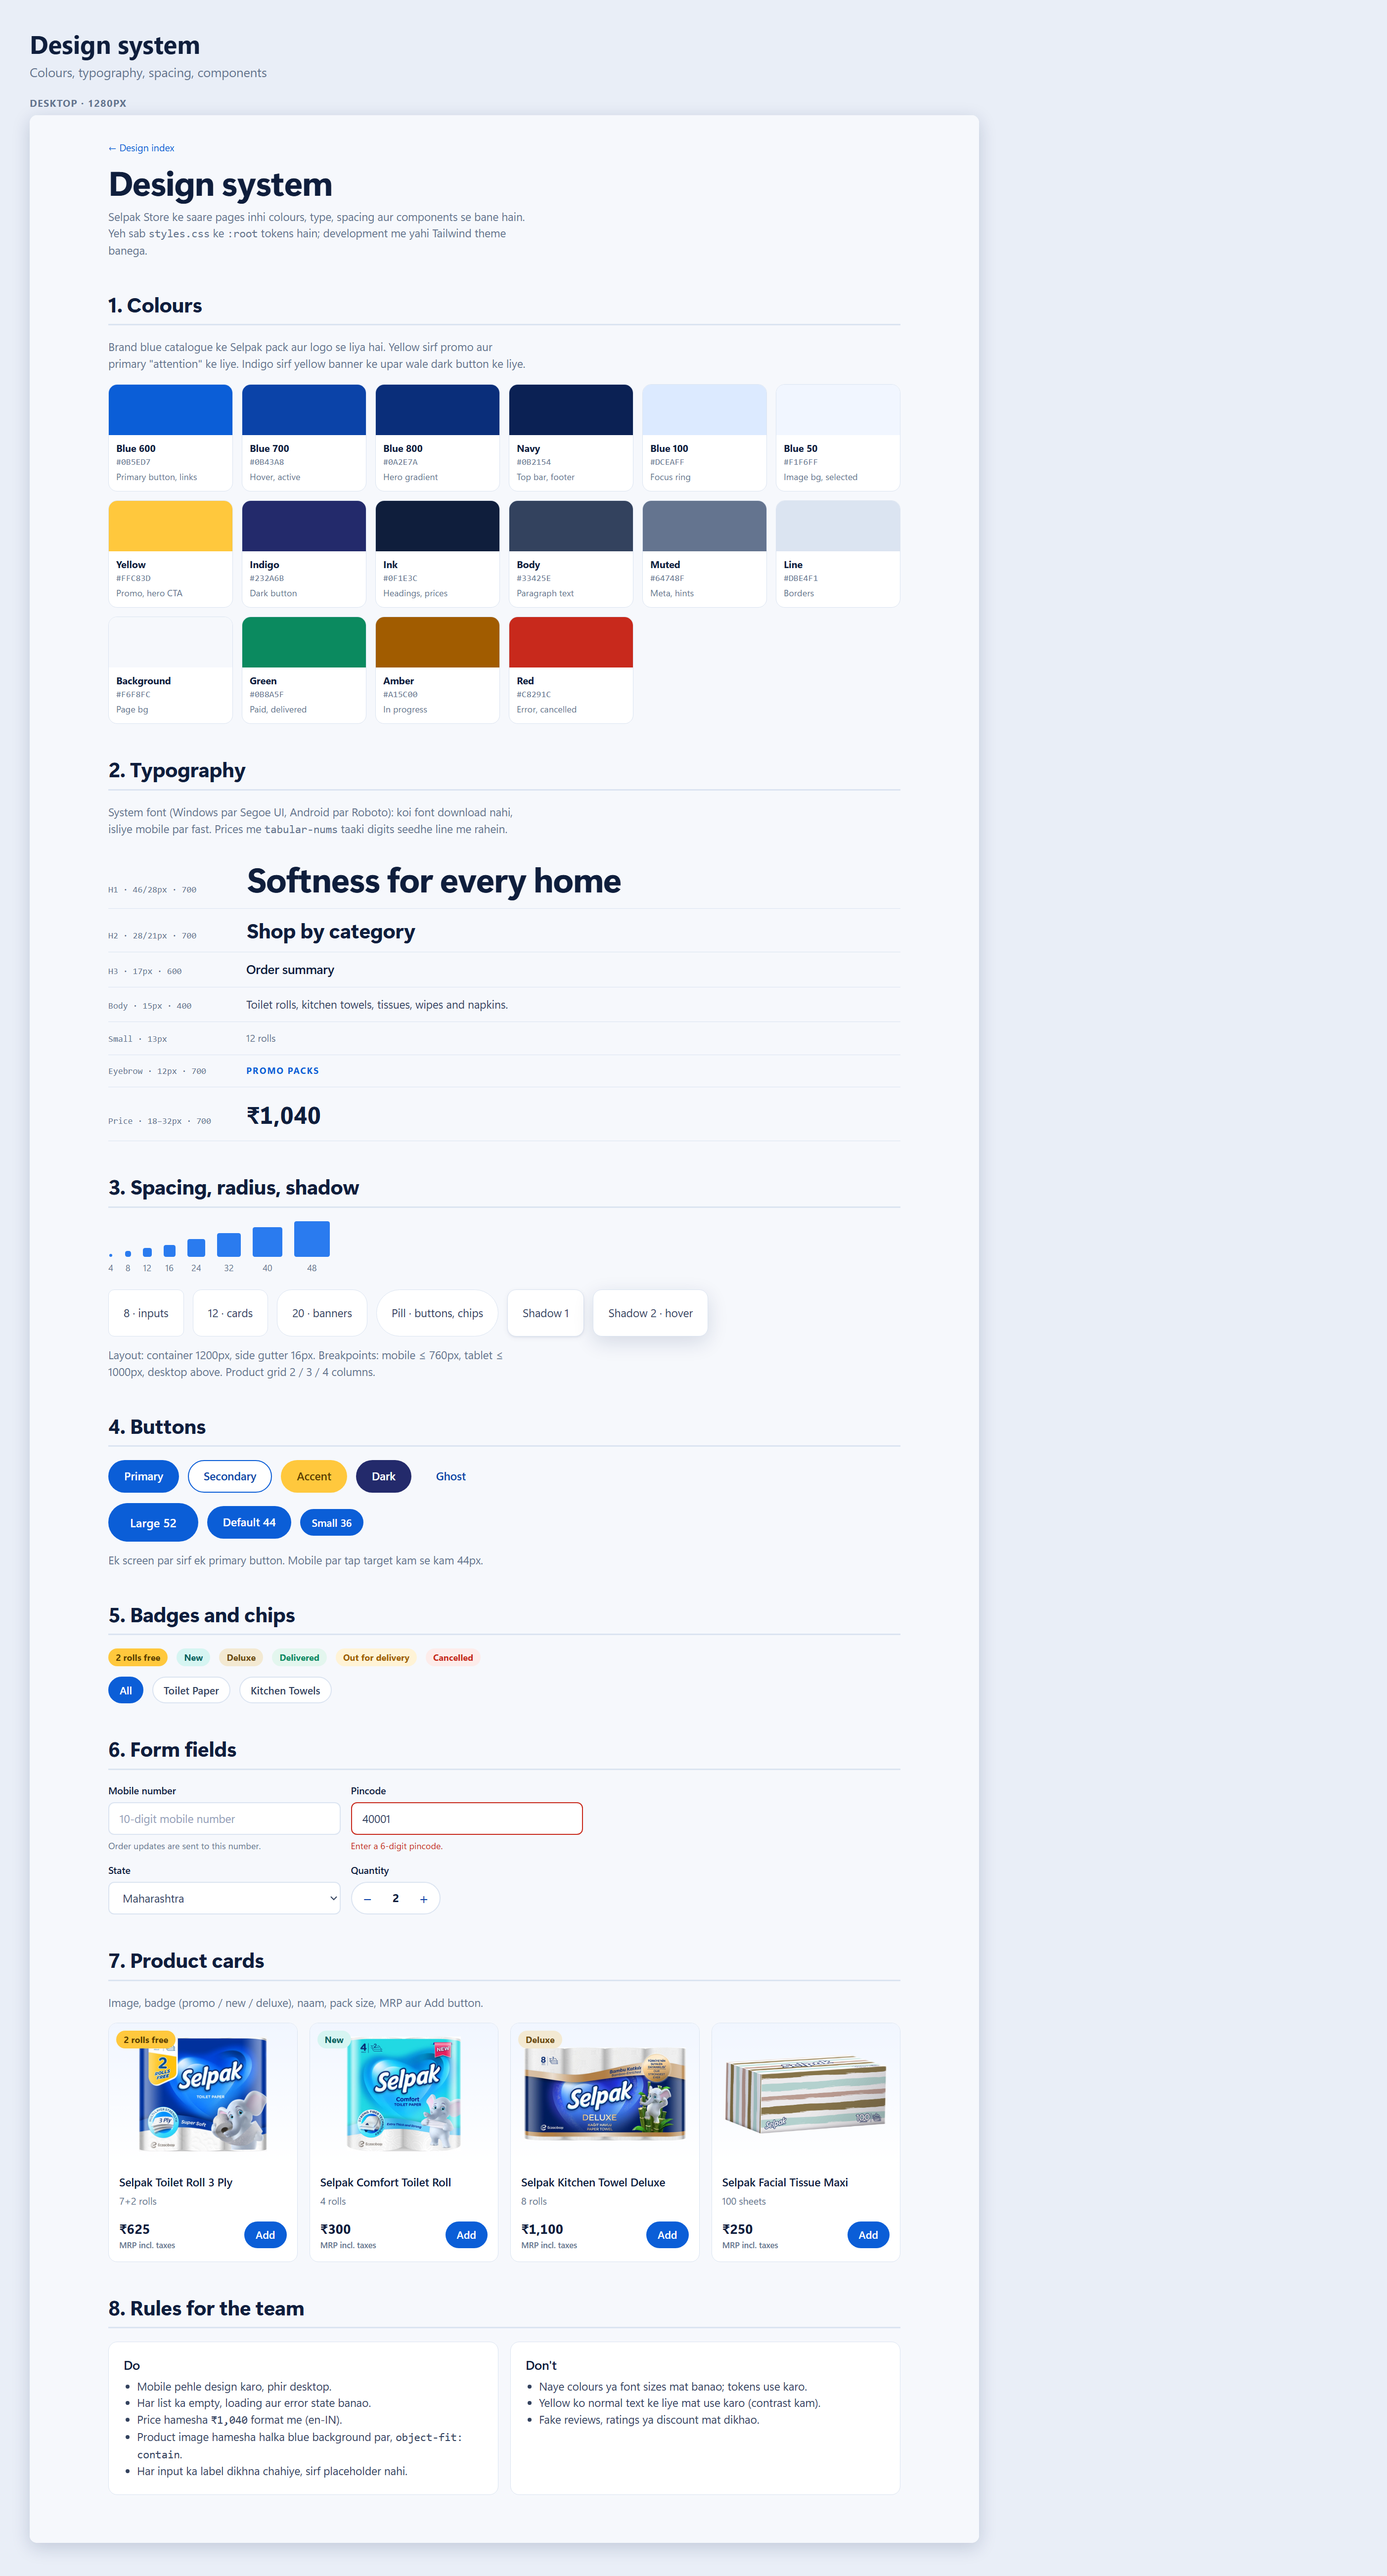 Design system
Colours, typography, spacing, components
DESKTOP · 1280PX
← Design index
Design system
Selpak Store ke saare pages inhi colours, type, spacing aur components se bane hain.
Yeh sab styles.css ke :root tokens hain; development me yahi Tailwind theme
banega.
1. Colours
Brand blue catalogue ke Selpak pack aur logo se liya hai. Yellow sirf promo aur
primary "attention" ke liye. Indigo sirf yellow banner ke upar wale dark button ke liye.
Blue 600
#0B5ED7
Primary button, links
Blue 700
#0B43A8
Hover, active
Blue 800
#0A2E7A
Hero gradient
Navy
#0B2154
Top bar, footer
Blue 100
#DCEAFF
Focus ring
Blue 50
#F1F6FF
Image bg, selected
Yellow
#FFC83D
Promo, hero CTA
Indigo
#232A6B
Dark button
Ink
#0F1E3C
Headings, prices
Body
#33425E
Paragraph text
Muted
#64748F
Meta, hints
Line
#DBE4F1
Borders
Background
#F6F8FC
Page bg
Green
#0B8A5F
Paid, delivered
Amber
#A15C00
In progress
Red
#C8291C
Error, cancelled
2. Typography
System font (Windows par Segoe UI, Android par Roboto): koi font download nahi,
isliye mobile par fast. Prices me tabular-nums taaki digits seedhe line me rahein.
H1 · 46/28px · 700 Softness for every home
H2 · 28/21px · 700 Shop by category
H3 · 17px · 600 Order summary
Body · 15px · 400 Toilet rolls, kitchen towels, tissues, wipes and napkins.
Small · 13px 12 rolls
Eyebrow · 12px · 700 PROMO PACKS
Price · 18–32px · 700 ₹1,040
3. Spacing, radius, shadow
4 8 12 16 24 32 40 48
8 · inputs 12 · cards 20 · banners Pill · buttons, chips Shadow 1 Shadow 2 · hover
Layout: container 1200px, side gutter 16px. Breakpoints: mobile ≤ 760px, tablet ≤
1000px, desktop above. Product grid 2 / 3 / 4 columns.
4. Buttons
Primary Secondary Accent Dark Ghost
Large 52 Default 44 Small 36
Ek screen par sirf ek primary button. Mobile par tap target kam se kam 44px.
5. Badges and chips
2 rolls free New Deluxe Delivered Out for delivery Cancelled
All Toilet Paper Kitchen Towels
6. Form fields
Mobile number
10-digit mobile number
Order updates are sent to this number.
Pincode
40001
Enter a 6-digit pincode.
State
Maharashtra
Quantity
− 2 +
7. Product cards
Image, badge (promo / new / deluxe), naam, pack size, MRP aur Add button.
2 rolls free
2
Selpak
TOILET PAPER
3 Ply
Super Soft
Selpak Toilet Roll 3 Ply
7+2 rolls
₹625
MRP incl. taxes
Add
New
4
NEW
Selpak
Comfort
TOILET PAPER
Selpak Comfort Toilet Roll
4 rolls
₹300
MRP incl. taxes
Add
Deluxe
8
Selpak
DELUXE
Selpak Kitchen Towel Deluxe
8 rolls
₹1,100
MRP incl. taxes
Add
Selpak
100
Selpak Facial Tissue Maxi
100 sheets
₹250
MRP incl. taxes
Add
8. Rules for the team
Do
Mobile pehle design karo, phir desktop.
Har list ka empty, loading aur error state banao.
Price hamesha ₹1,040 format me (en-IN).
Product image hamesha halka blue background par, object-fit:
contain.
Har input ka label dikhna chahiye, sirf placeholder nahi.
Don't
Naye colours ya font sizes mat banao; tokens use karo.
Yellow ko normal text ke liye mat use karo (contrast kam).
Fake reviews, ratings ya discount mat dikhao.